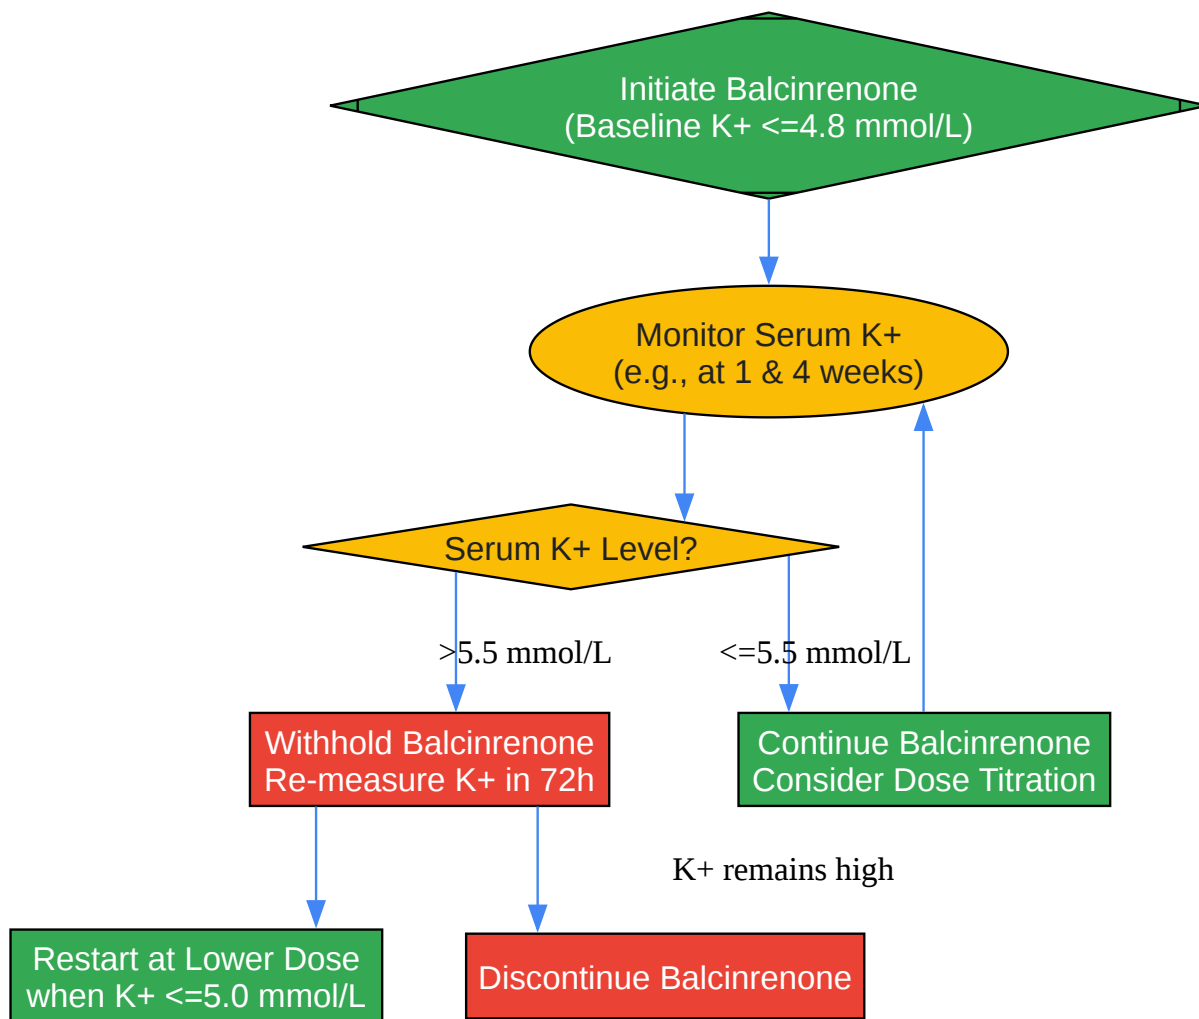 Initiate Balcinrenone
(Baseline K+ <=4.8 mmol/L)
Monitor Serum K+
(e.g., at 1 & 4 weeks)
Serum K+ Level?
>5.5 mmol/L
<=5.5 mmol/L
Withhold Balcinrenone
Re-measure K+ in 72h
Continue Balcinrenone
Consider Dose Titration
K+ remains high
Restart at Lower Dose
when K+ <=5.0 mmol/L
Discontinue Balcinrenone